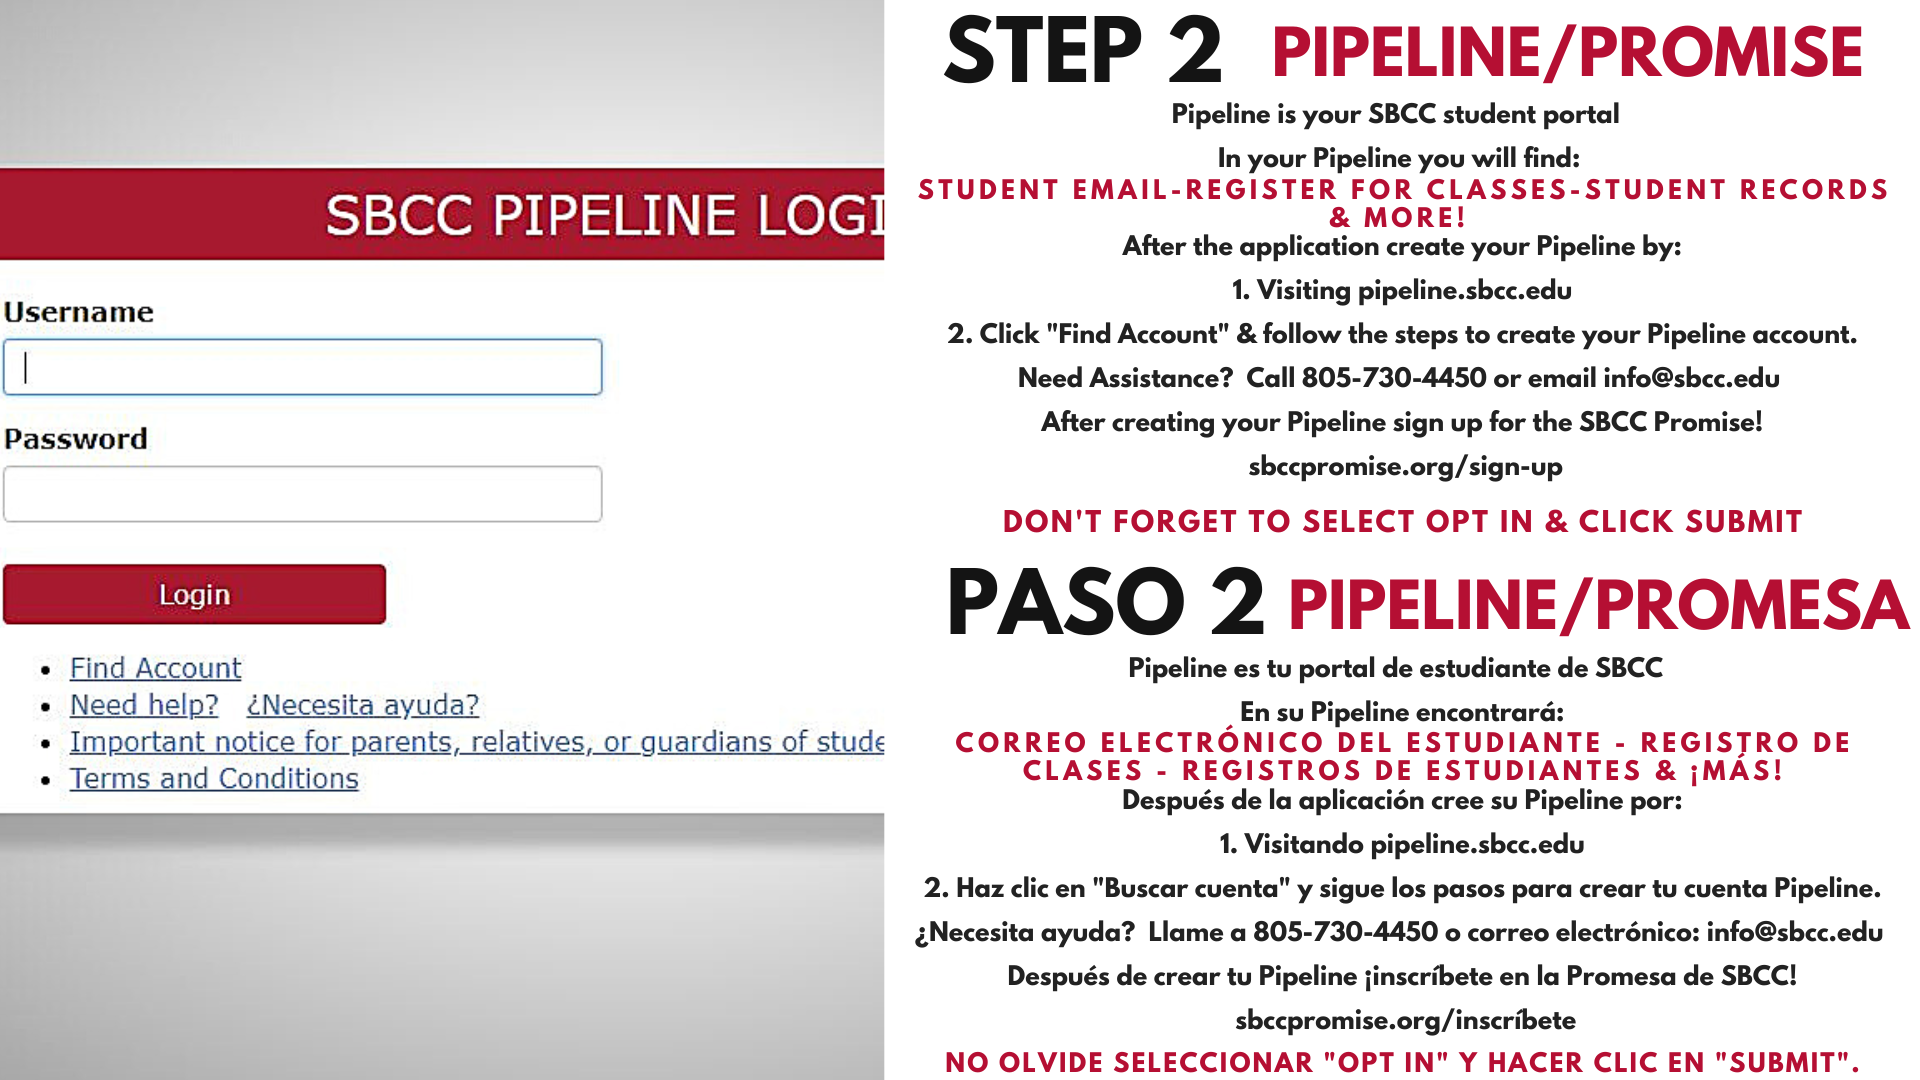 SBCC PIPELINE LOGI
Username
Password
Login
Find Account
Need help? ¿Necesita ayuda?
Important notice for parents, relatives, or guardians of stude
Terms and Conditions
STEP 2 PIPELINE/PROMISE
Pipeline is your SBCC student portal
In your Pipeline you will find:
STUDENT EMAIL-REGISTER FOR CLASSES-STUDENT RECORDS
& MORE!
After the application create your Pipeline by:
1. Visiting pipeline.sbcc.edu
2. Click "Find Account" & follow the steps to create your Pipeline account.
Need Assistance? Call 805-730-4450 or email info@sbcc.edu
After creating your Pipeline sign up for the SBCC Promise!
sbccpromise.org/sign-up
DON'T FORGET TO SELECT OPT IN & CLICK SUBMIT
PASO 2 PIPELINE/PROMESA
Pipeline es tu portal de estudiante de SBCC
En su Pipeline encontrará:
CORREO ELECTRÓNICO DEL ESTUDIANTE - REGISTRO DE
CLASES - REGISTROS DE ESTUDIANTES & ¡MÁS!
Después de la aplicación cree su Pipeline por:
1. Visitando pipeline.sbcc.edu
2. Haz clic en "Buscar cuenta" y sigue los pasos para crear tu cuenta Pipeline.
¿Necesita ayuda? Llame a 805-730-4450 o correo electrónico: info@sbcc.edu
Después de crear tu Pipeline ¡inscríbete en la Promesa de SBCC!
sbccpromise.org/inscríbete
NO OLVIDE SELECCIONAR "OPT IN" Y HACER CLIC EN "SUBMIT".